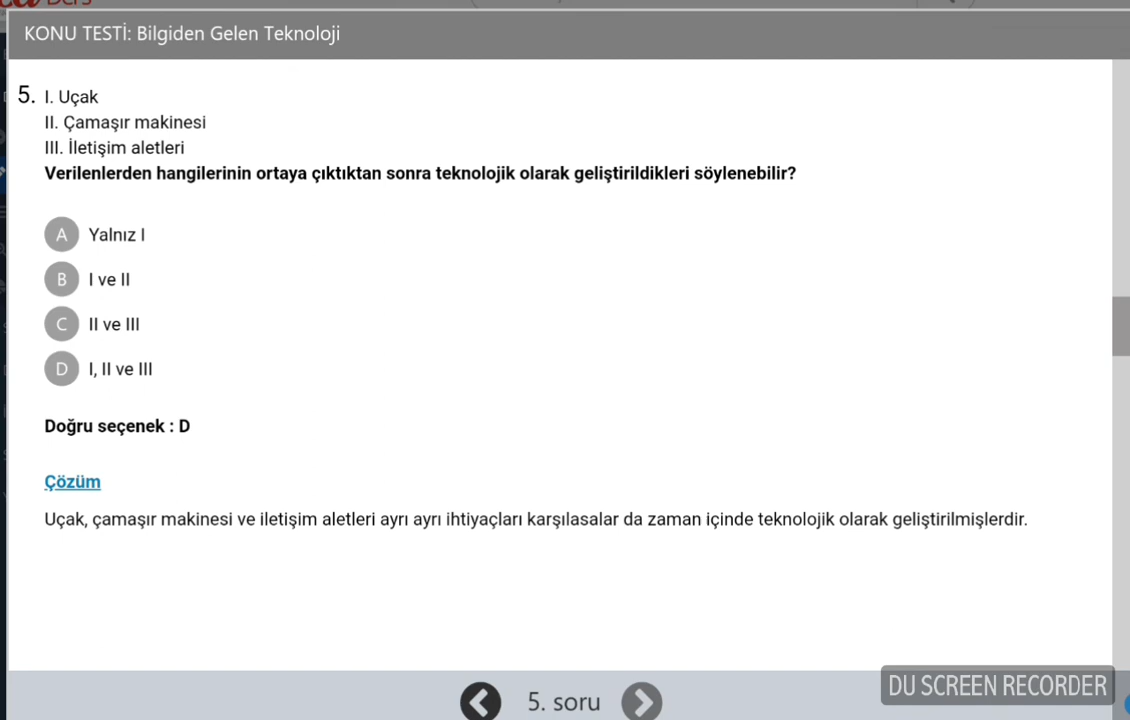 Ders
KONU TESTİ: Bilgiden Gelen Teknoloji
5. I. Uçak
II. Çamaşır makinesi
III. İletişim aletleri
Verilenlerden hangilerinin ortaya çıktıktan sonra teknolojik olarak geliştirildikleri söylenebilir?
A Yalnız I
B I ve II
C II ve III
D I, II ve III
Doğru seçenek : D
Çözüm
Uçak, çamaşır makinesi ve iletişim aletleri ayrı ayrı ihtiyaçları karşılasalar da zaman içinde teknolojik olarak geliştirilmişlerdir.
5. soru
DU SCREEN RECORDER